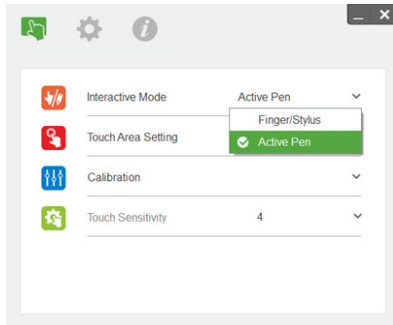 Interactive Mode Active Pen
Finger/Stylus
Touch Area Setting
Active Pen
Calibration
Touch Sensitivity 4